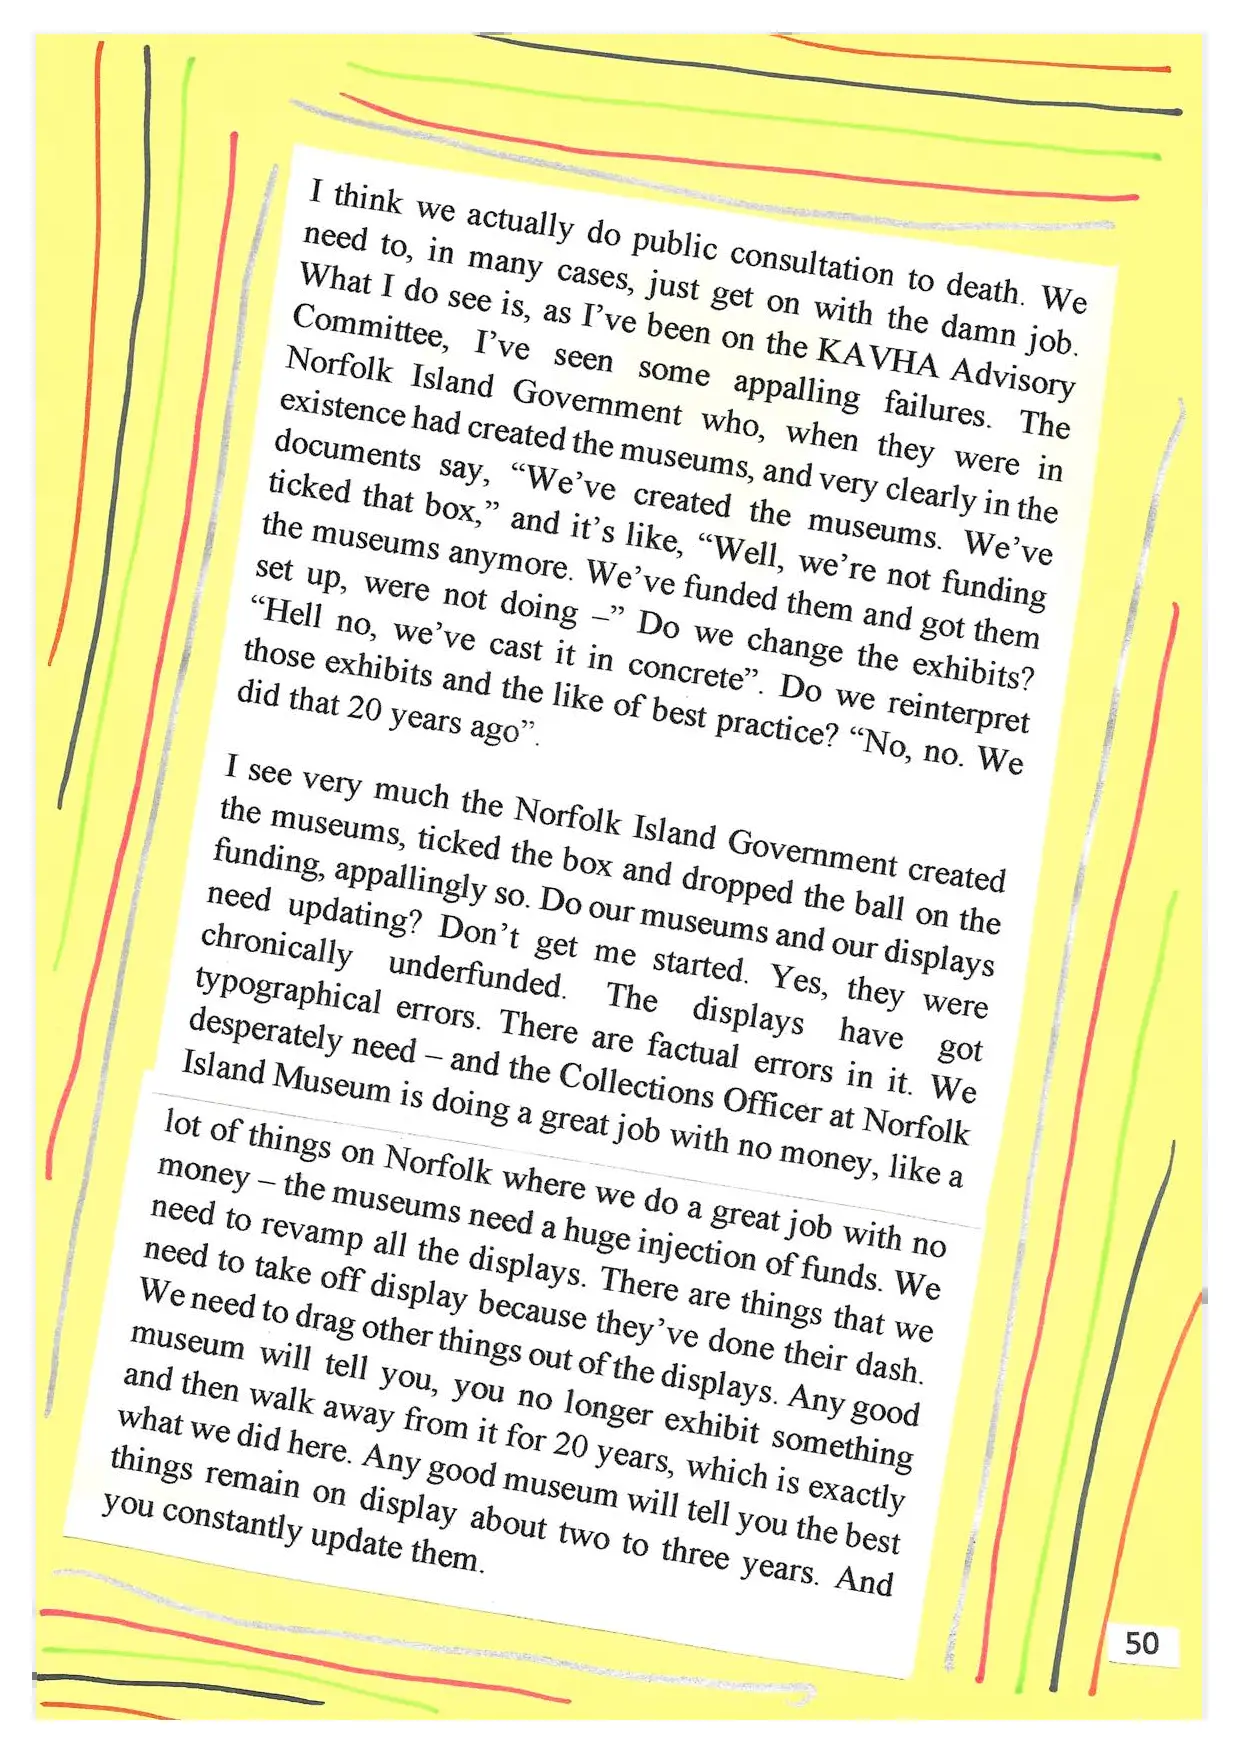 I think we actually do public consultation to death. We
need to, in many cases, just get on with the damn job.
What I do see is, as I've been on the KAVHA Advisory
Committee, I've seen some appalling failures. The
Norfolk Island Government who, when they were in
existence had created the museums, and very clearly in the
documents say, “We've created the museums. We've
ticked that box,” and it's like, “Well, we're not funding
the museums anymore. We've funded them and got them
set up, were not doing –” Do we change the exhibits?
“Hell no, we've cast it in concrete”. Do we reinterpret
those exhibits and the like of best practice? “No, no. We
did that 20 years ago”.
I see very much the Norfolk Island Government created
the museums, ticked the box and dropped the ball on the
funding, appallingly so. Do our museums and our displays
need updating? Don't get me started. Yes, they were
chronically underfunded. The displays have got
typographical errors. There are factual errors in it. We
desperately need – and the Collections Officer at Norfolk
Island Museum is doing a great job with no money, like a
lot of things on Norfolk where we do a great job with no
money – the museums need a huge injection of funds. We
need to revamp all the displays. There are things that we
need to take off display because they've done their dash.
We need to drag other things out of the displays. Any good
museum will tell you, you no longer exhibit something
and then walk away from it for 20 years, which is exactly
what we did here. Any good museum will tell you the best
things remain on display about two to three years. And
you constantly update them.
50